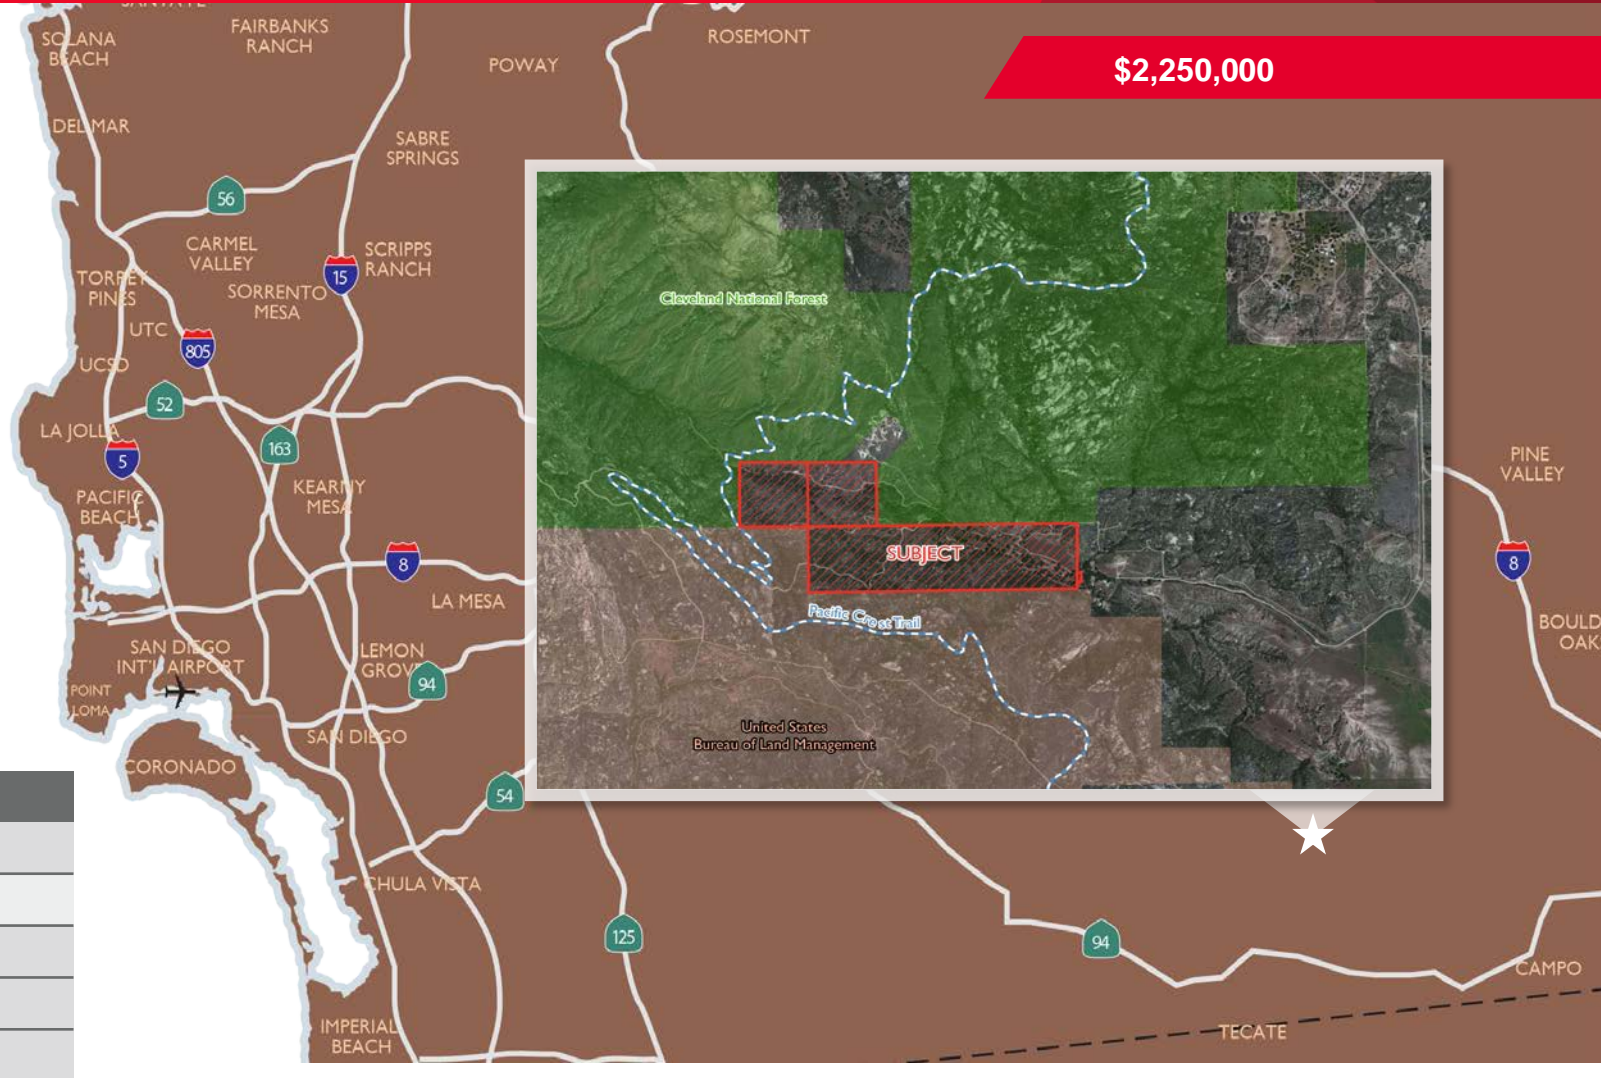 SOLANA
BEACH
FAIRBANKS
RANCH
POWAY
ROSEMONT
$2,250,000
DEL MAR
SABRE
SPRINGS
56
CARMEL
VALLEY
SCRIPPS
RANCH
15
TORREY
PINES
SORRENTO
MESA
UTC
805
UCSD
52
LA JOLLA
5
163
KEARNY
MESA
PACIFIC
BEACH
8
LA MESA
SAN DIEGO
INT'L AIRPORT
LEMON
GROVE
94
POINT
LOMA
SAN DIEGO
CORONADO
54
CHULA VISTA
125
IMPERIAL
BEACH
Cleveland National Forest
SUBJECT
Pacific Crest Trail
United States
Bureau of Land Management
PINE
VALLEY
8
BOULD
OAK
94
CAMPO
TECATE